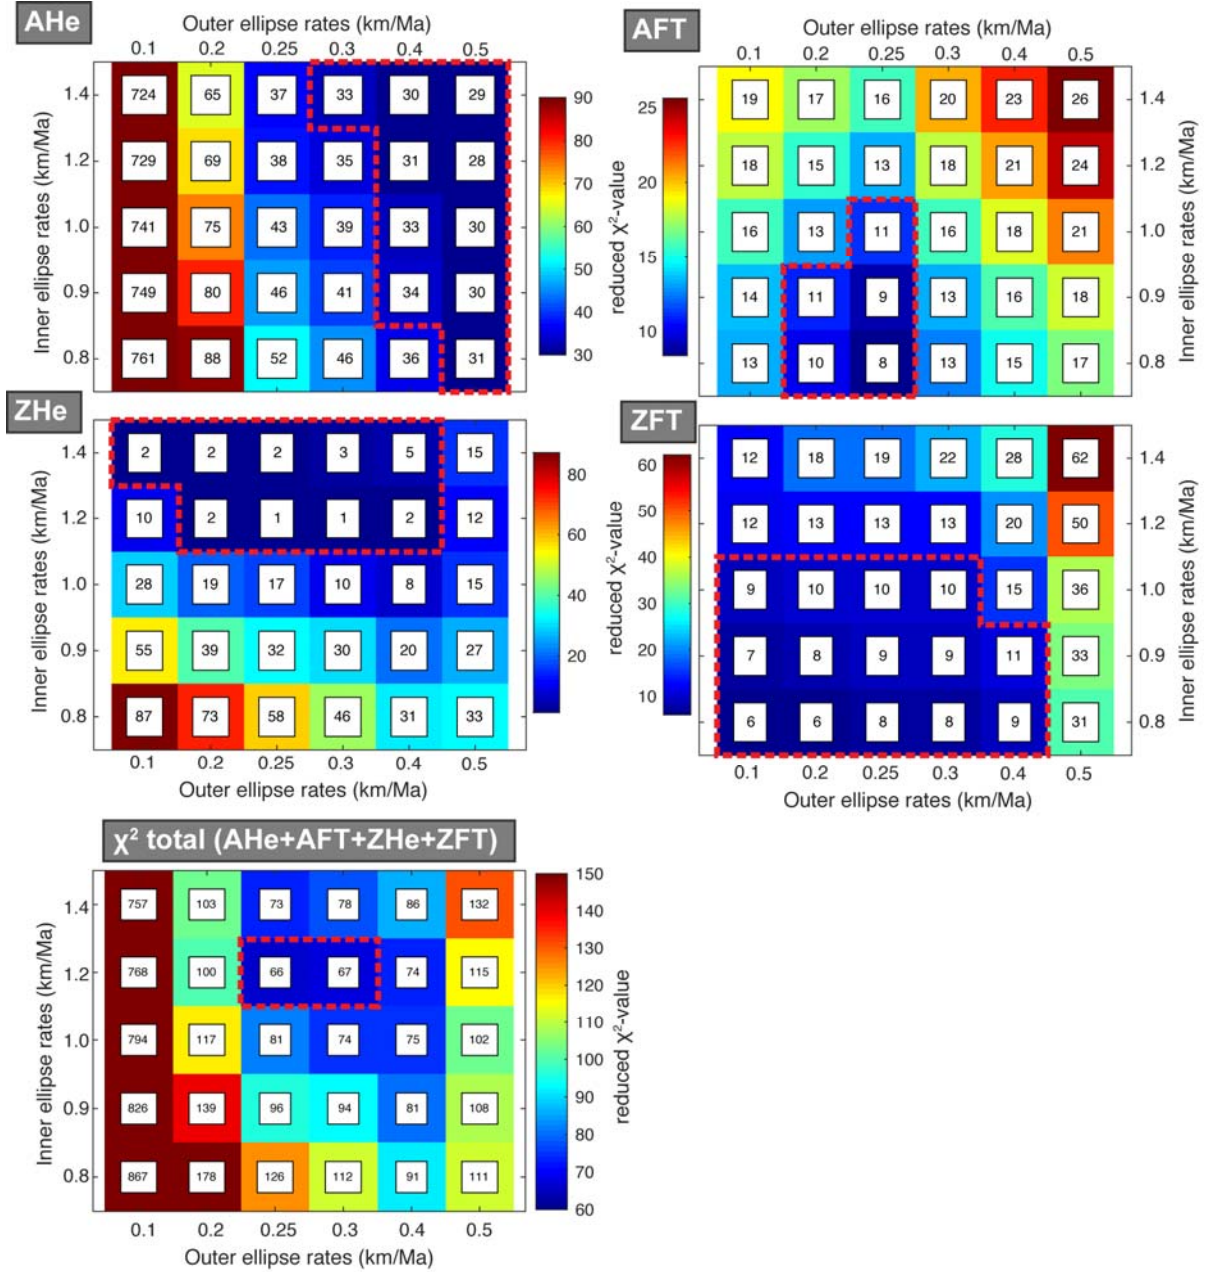 AHe
Outer ellipse rates (km/Ma)
0.1 0.2 0.25 0.3 0.4 0.5
Inner ellipse rates (km/Ma)
1.4 724 65 37 33 30 29
1.2 729 69 38 35 31 28
1.0 741 75 43 39 33 30
0.9 749 80 46 41 34 30
0.8 761 88 52 46 36 31
90
80
70
60
50
40
30
reduced χ²-value
AFT
Outer ellipse rates (km/Ma)
0.1 0.2 0.25 0.3 0.4 0.5
19 17 16 20 23 26 1.4
18 15 13 18 21 24 1.2
16 13 11 16 18 21 1.0
14 11 9 13 16 18 0.9
13 10 8 13 15 17 0.8
Inner ellipse rates (km/Ma)
25
20
15
10
ZHe
Inner ellipse rates (km/Ma)
1.4 2 2 2 3 5 15
1.2 10 2 1 1 2 12
1.0 28 19 17 10 8 15
0.9 55 39 32 30 20 27
0.8 87 73 58 46 31 33
0.1 0.2 0.25 0.3 0.4 0.5
Outer ellipse rates (km/Ma)
80
60
40
20
reduced χ²-value
ZFT
12 18 19 22 28 62 1.4
12 13 13 13 20 50 1.2
9 10 10 10 15 36 1.0
7 8 9 9 11 33 0.9
6 6 8 8 9 31 0.8
Inner ellipse rates (km/Ma)
0.1 0.2 0.25 0.3 0.4 0.5
Outer ellipse rates (km/Ma)
60
50
40
30
20
10
χ² total (AHe+AFT+ZHe+ZFT)
Inner ellipse rates (km/Ma)
1.4 757 103 73 78 86 132
1.2 768 100 66 67 74 115
1.0 794 117 81 74 75 102
0.9 826 139 96 94 81 108
0.8 867 178 126 112 91 111
0.1 0.2 0.25 0.3 0.4 0.5
Outer ellipse rates (km/Ma)
150
140
130
120
110
100
90
80
70
60
reduced χ²-value